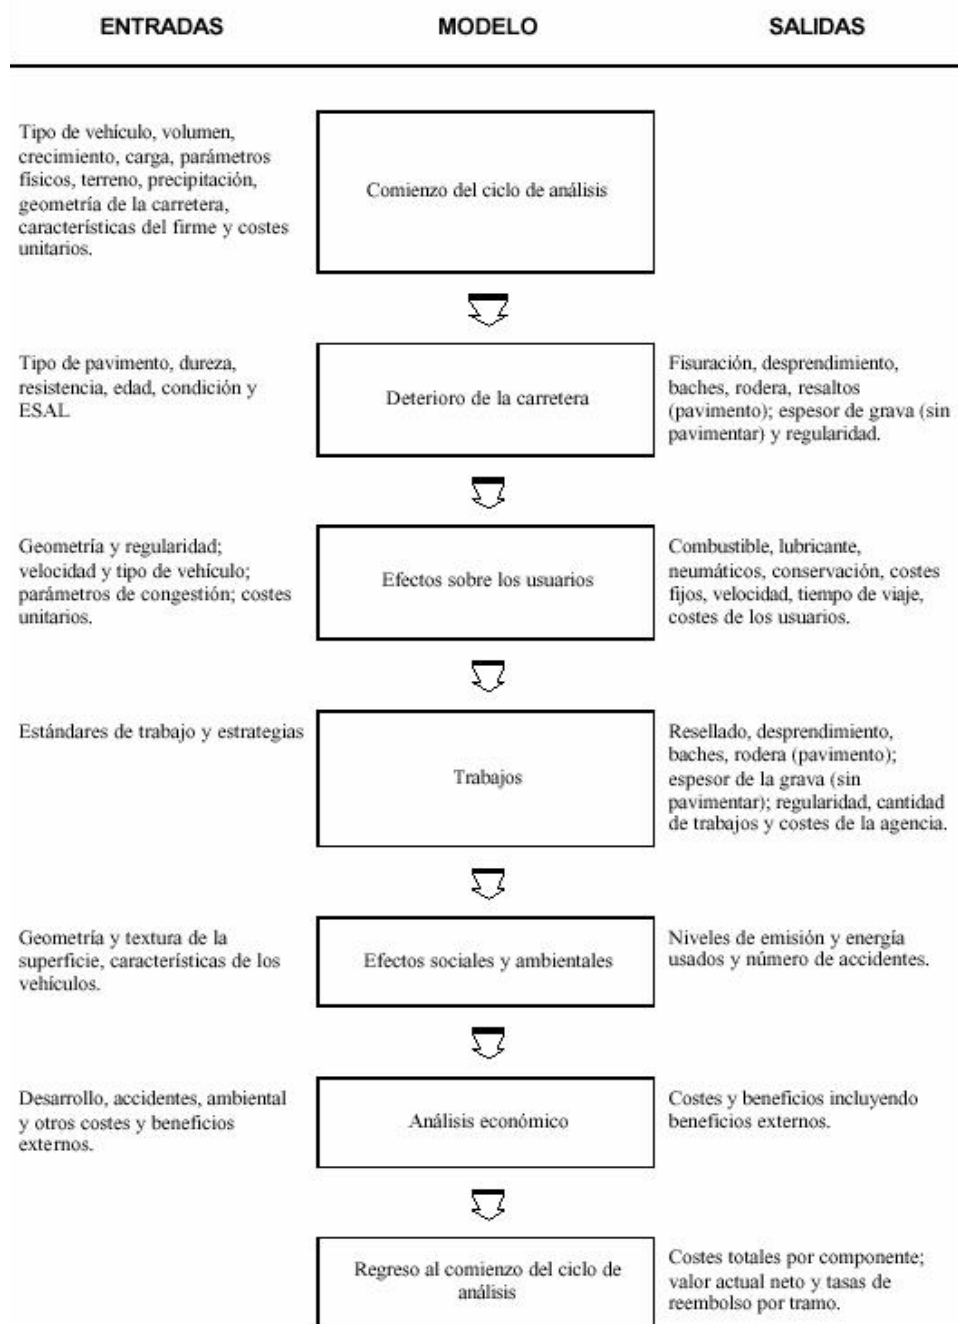 ENTRADAS
MODELO
SALIDAS
Tipo de vehículo, volumen,
crecimiento, carga, parámetros
físicos, terreno, precipitación,
geometría de la carretera,
características del firme y costes
unitarios.
Comienzo del ciclo de análisis
Tipo de pavimento, dureza,
resistencia, edad, condición y
ESAL
Deterioro de la carretera
Fisuración, desprendimiento,
baches, rodera, resaltos
(pavimento); espesor de grava (sin
pavimentar) y regularidad.
Geometría y regularidad;
velocidad y tipo de vehículo;
parámetros de congestión; costes
unitarios.
Efectos sobre los usuarios
Combustible, lubricante,
neumáticos, conservación, costes
fijos, velocidad, tiempo de viaje,
costes de los usuarios.
Estándares de trabajo y estrategias
Trabajos
Resellado, desprendimiento,
baches, rodera (pavimento);
espesor de la grava (sin
pavimentar); regularidad, cantidad
de trabajos y costes de la agencia.
Geometría y textura de la
superficie, características de los
vehículos.
Efectos sociales y ambientales
Niveles de emisión y energía
usados y número de accidentes.
Desarrollo, accidentes, ambiental
y otros costes y beneficios
externos.
Análisis económico
Costes y beneficios incluyendo
beneficios externos.
Regreso al comienzo del ciclo de
análisis
Costes totales por componente;
valor actual neto y tasas de
reembolso por tramo.